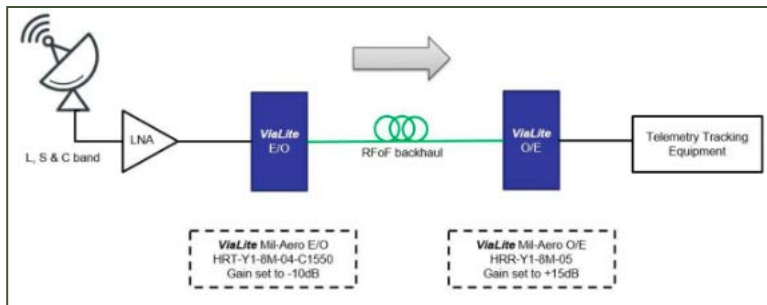 L, S & C band
LNA
ViaLite
E/O
RFoF backhaul
ViaLite
O/E
Telemetry Tracking
Equipment
ViaLite Mil-Aero E/O
HRT-Y1-8M-04-C1550
Gain set to -10dB
ViaLite Mil-Aero O/E
HRR-Y1-8M-05
Gain set to +15dB